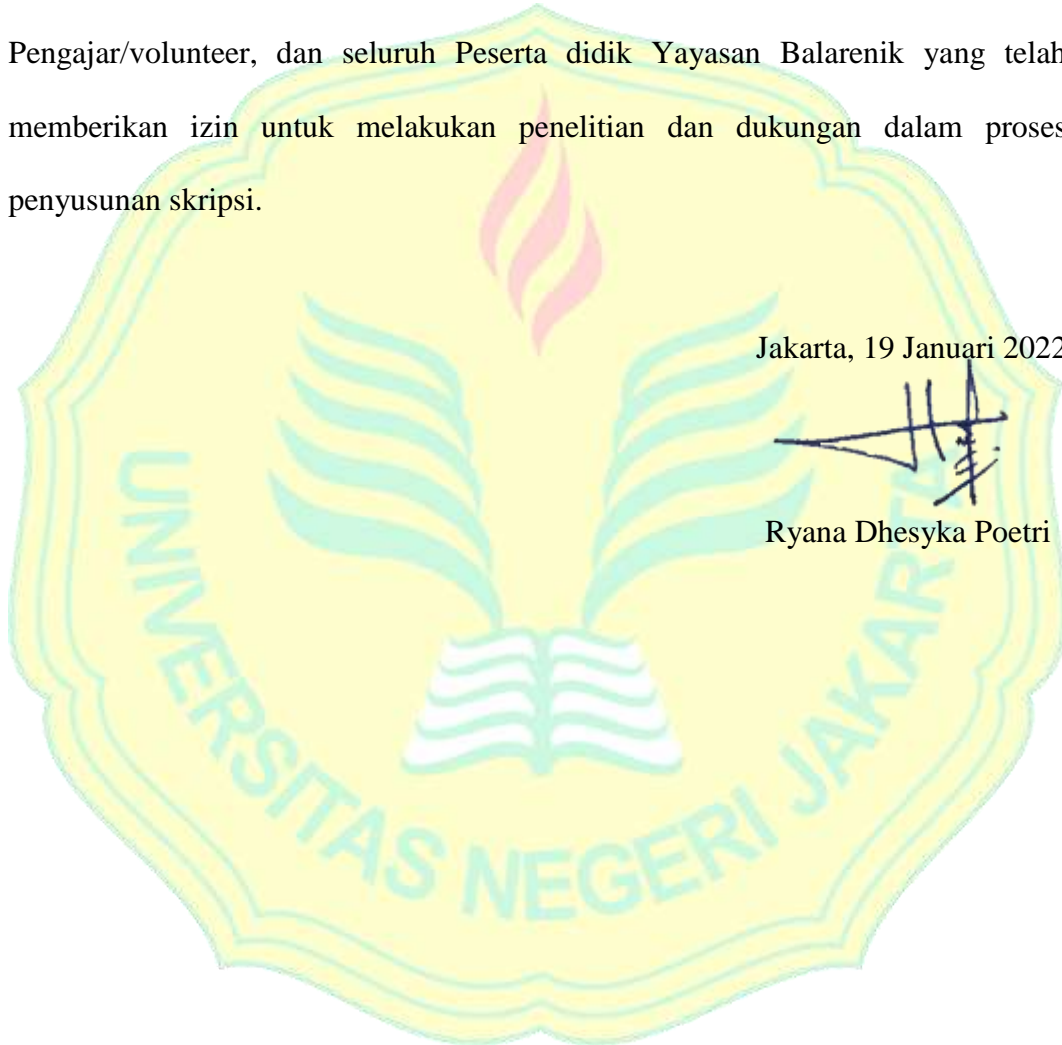 Pengajar/volunteer, dan seluruh Peserta didik Yayasan Balarenik yang telah
memberikan izin untuk melakukan penelitian dan dukungan dalam proses
penyusunan skripsi.
Jakarta, 19 Januari 2022
Ryana Dhesyka Poetri
UNIVERSITAS NEGERI JAKARTA